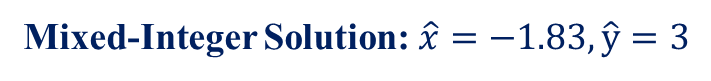 Mixed-Integer Solution: x̂ = −1.83, ŷ = 3